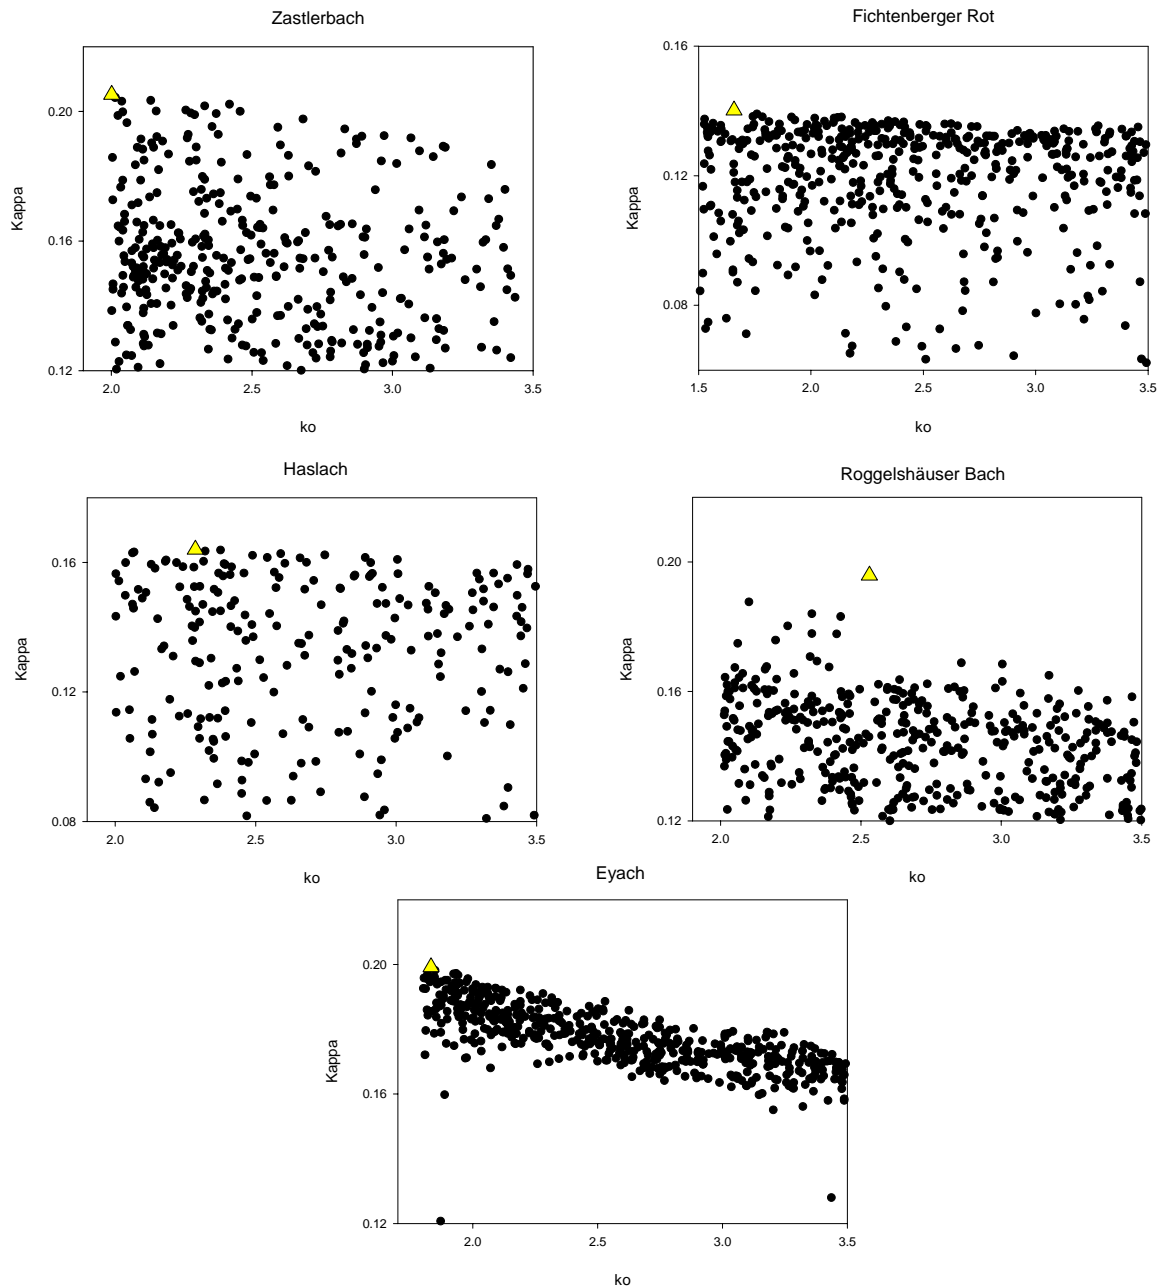 Zastlerbach
Kappa
0.20
0.16
0.12
2.0 2.5 3.0 3.5
ko
Fichtenberger Rot
Kappa
0.16
0.12
0.08
1.5 2.0 2.5 3.0 3.5
ko
Haslach
Kappa
0.16
0.12
0.08
2.0 2.5 3.0 3.5
ko
Roggelshäuser Bach
Kappa
0.20
0.16
0.12
2.0 2.5 3.0 3.5
ko
Eyach
Kappa
0.20
0.16
0.12
2.0 2.5 3.0 3.5
ko